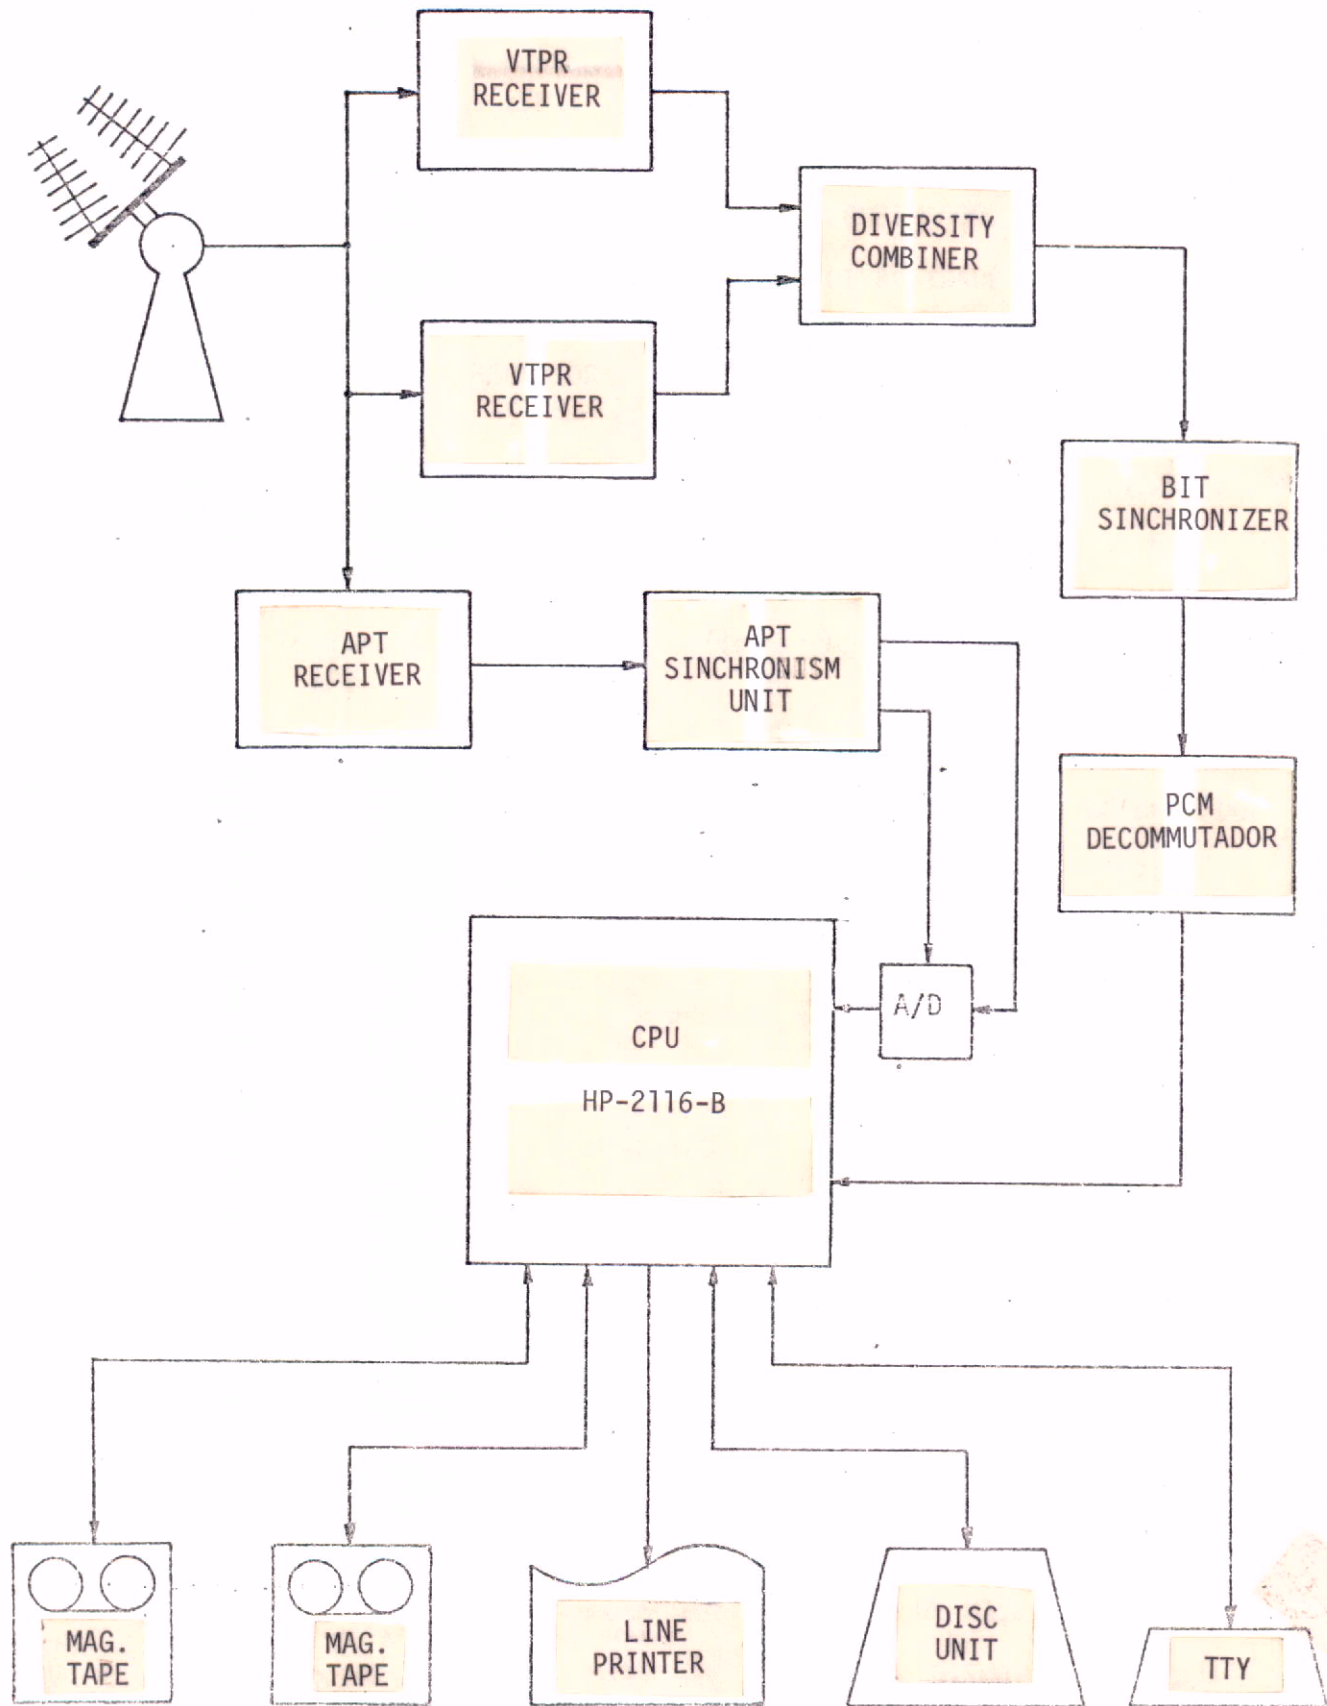 VTPR
RECEIVER
DIVERSITY
COMBINER
VTPR
RECEIVER
BIT
SINCHRONIZER
APT
RECEIVER
APT
SINCHRONISM
UNIT
PCM
DECOMMUTADOR
A/D
CPU
HP-2116-B
MAG.
TAPE
MAG.
TAPE
LINE
PRINTER
DISC
UNIT
TTY